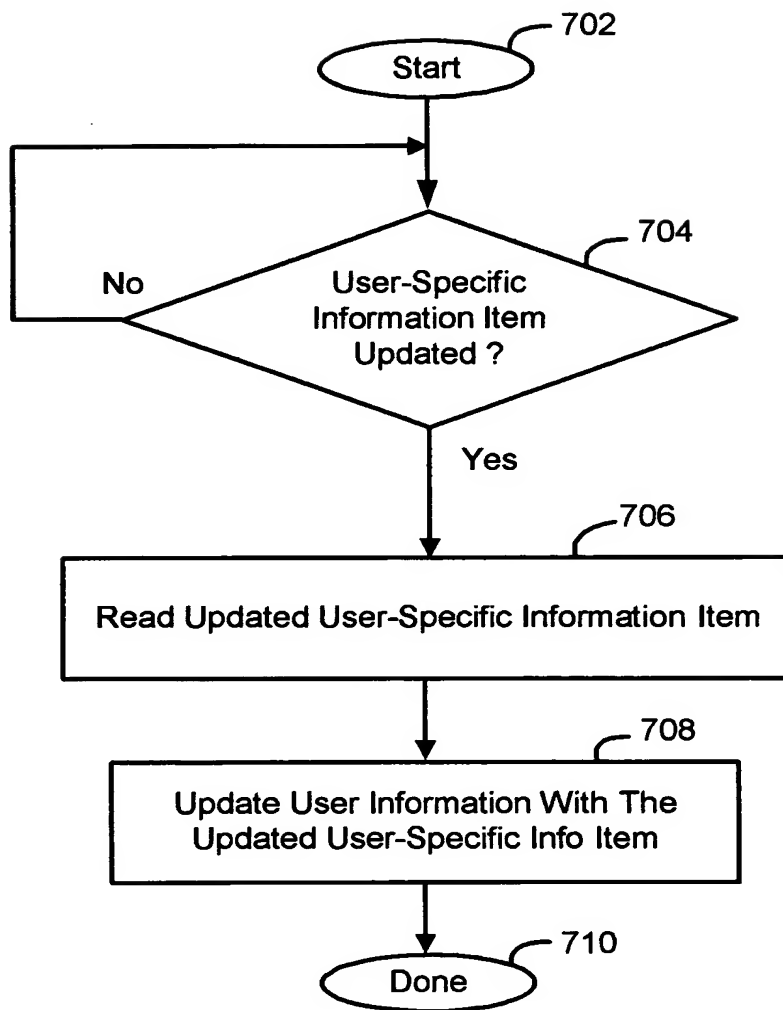 702
Start
704
No
User-Specific
Information Item
Updated ?
Yes
706
Read Updated User-Specific Information Item
708
Update User Information With The
Updated User-Specific Info Item
710
Done